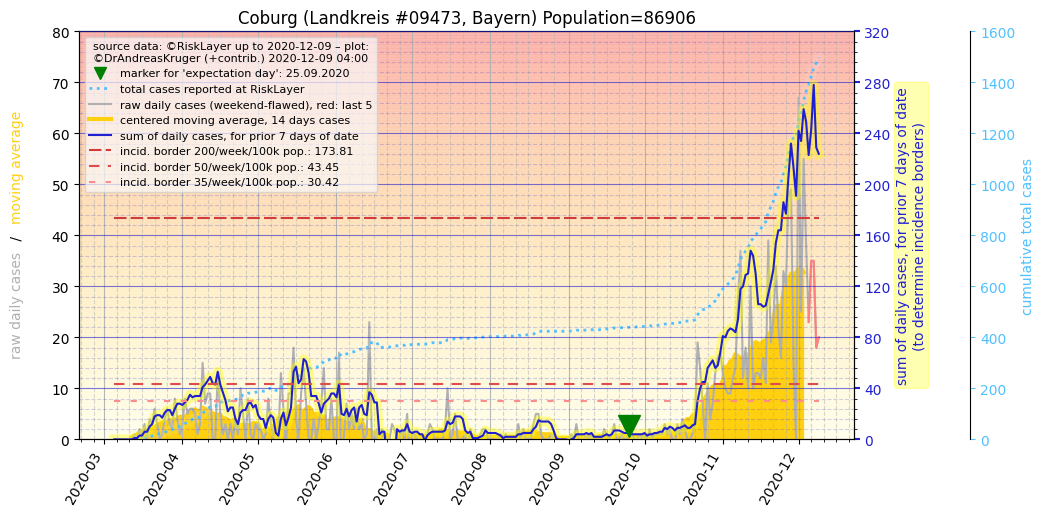 Coburg (Landkreis #09473, Bayern) Population=86906
source data: ©RiskLayer up to 2020-12-09 – plot:
©DrAndreasKruger (+contrib.) 2020-12-09 04:00
marker for 'expectation day': 25.09.2020
total cases reported at RiskLayer
raw daily cases (weekend-flawed), red: last 5
centered moving average, 14 days cases
sum of daily cases, for prior 7 days of date
incid. border 200/week/100k pop.: 173.81
incid. border 50/week/100k pop.: 43.45
incid. border 35/week/100k pop.: 30.42
raw daily cases / moving average
80
70
60
50
40
30
20
10
0
2020-03
2020-04
2020-05
2020-06
2020-07
2020-08
2020-09
2020-10
2020-11
2020-12
320
280
240
200
160
120
80
40
0
sum of daily cases, for prior 7 days of date
(to determine incidence borders)
1600
1400
1200
1000
800
600
400
200
0
cumulative total cases